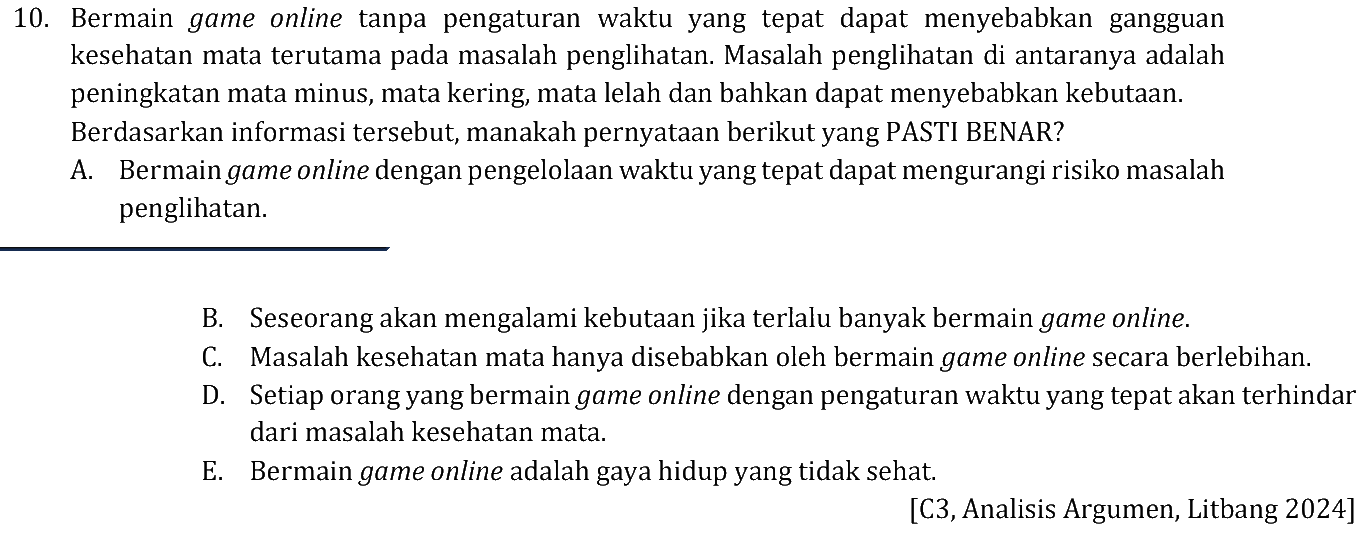 10. Bermain game online tanpa pengaturan waktu yang tepat dapat menyebabkan gangguan
kesehatan mata terutama pada masalah penglihatan. Masalah penglihatan di antaranya adalah
peningkatan mata minus, mata kering, mata lelah dan bahkan dapat menyebabkan kebutaan.
Berdasarkan informasi tersebut, manakah pernyataan berikut yang PASTI BENAR?
A. Bermain game online dengan pengelolaan waktu yang tepat dapat mengurangi risiko masalah
penglihatan.
B. Seseorang akan mengalami kebutaan jika terlalu banyak bermain game online.
C. Masalah kesehatan mata hanya disebabkan oleh bermain game online secara berlebihan.
D. Setiap orang yang bermain game online dengan pengaturan waktu yang tepat akan terhindar
dari masalah kesehatan mata.
E. Bermain game online adalah gaya hidup yang tidak sehat.
[C3, Analisis Argumen, Litbang 2024]